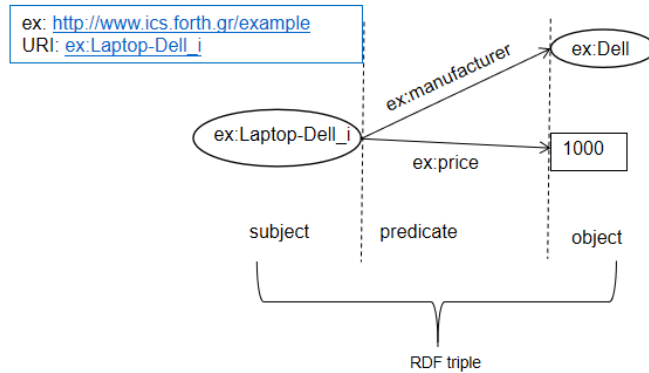 ex: http://www.ics.forth.gr/example
URI: ex:Laptop-Dell_i
ex:Dell
ex:manufacturer
ex:Laptop-Dell_i
1000
ex:price
subject
predicate
object
RDF triple